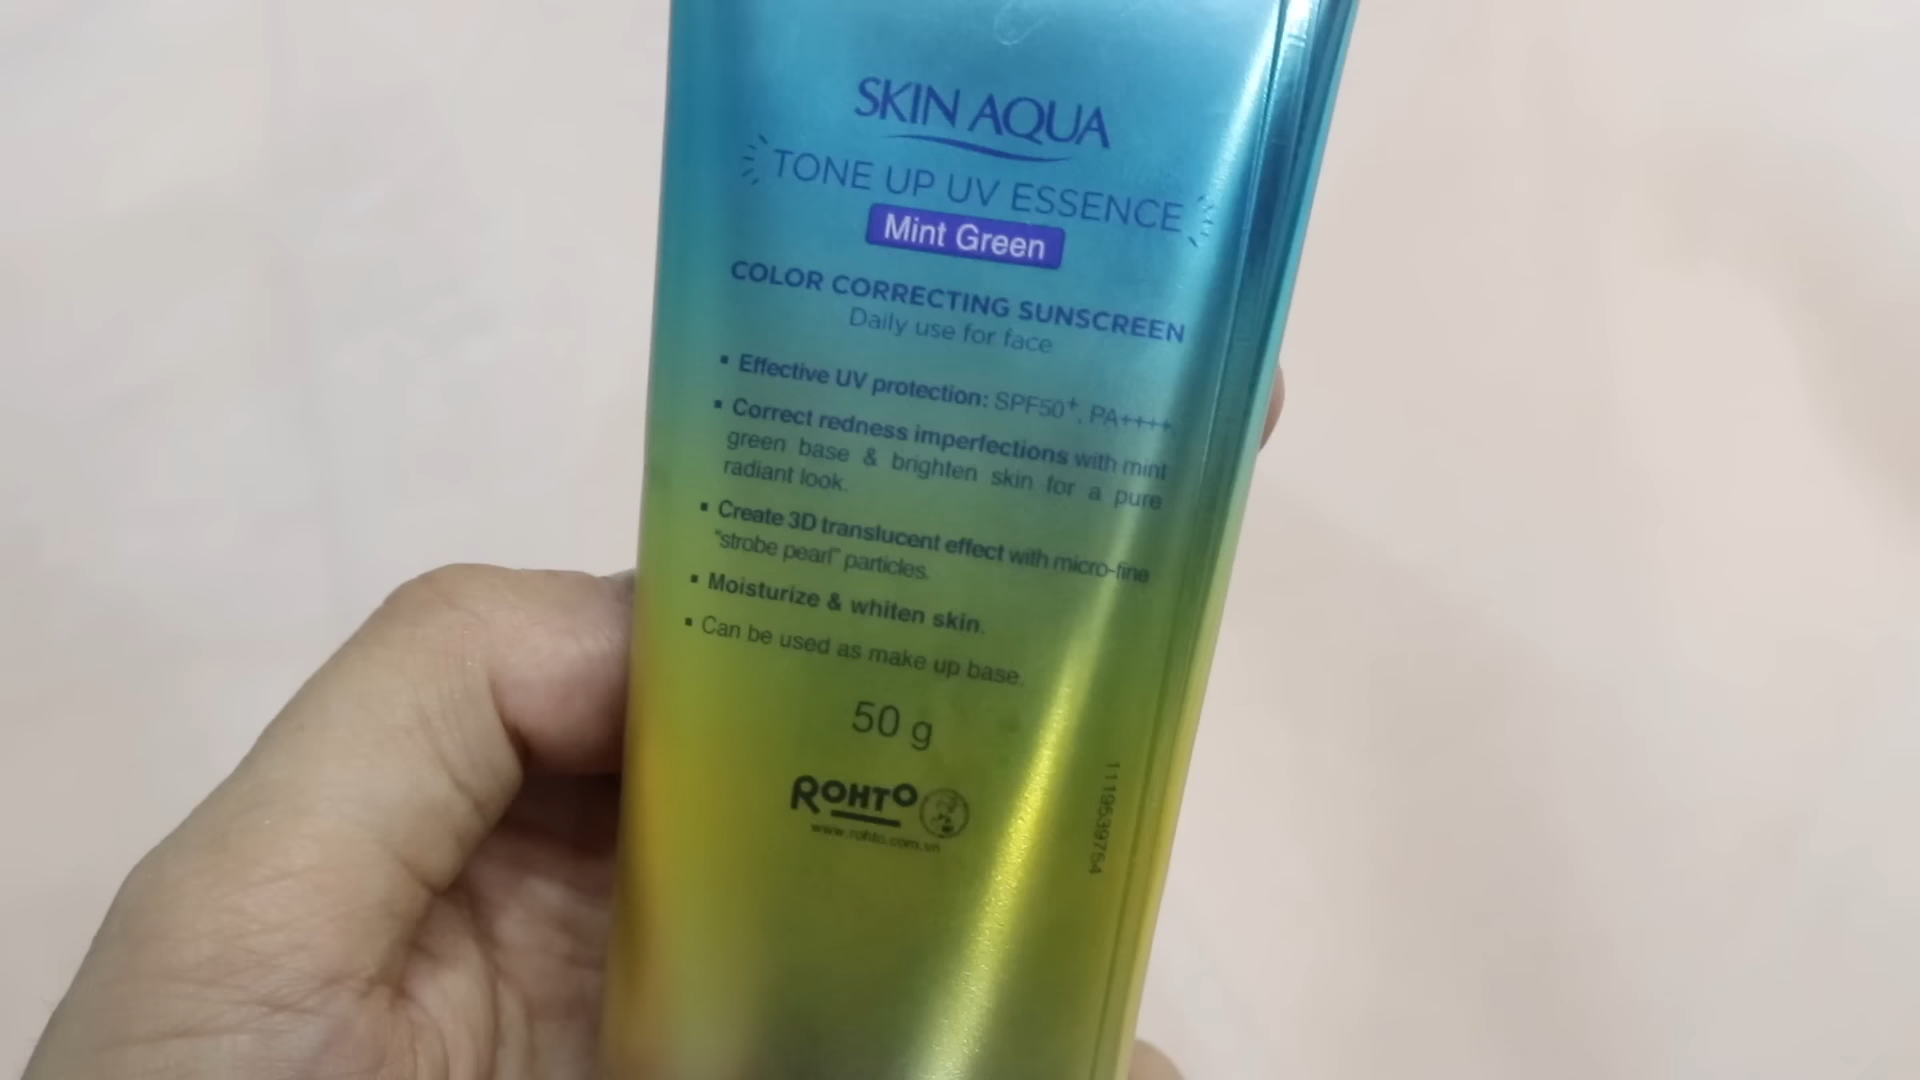 SKIN AQUA
TONE UP UV ESSENCE
Mint Green
COLOR CORRECTING SUNSCREEN
Daily use for face
▪ Effective UV protection: SPF50+, PA++++.
▪ Correct redness imperfections with mint
green base & brighten skin for a pure
radiant look.
▪ Create 3D translucent effect with micro-fine
"strobe pearl" particles.
▪ Moisturize & whiten skin.
▪ Can be used as make up base.
50 g
ROHTO
www.rohto.com.vn
1119539754